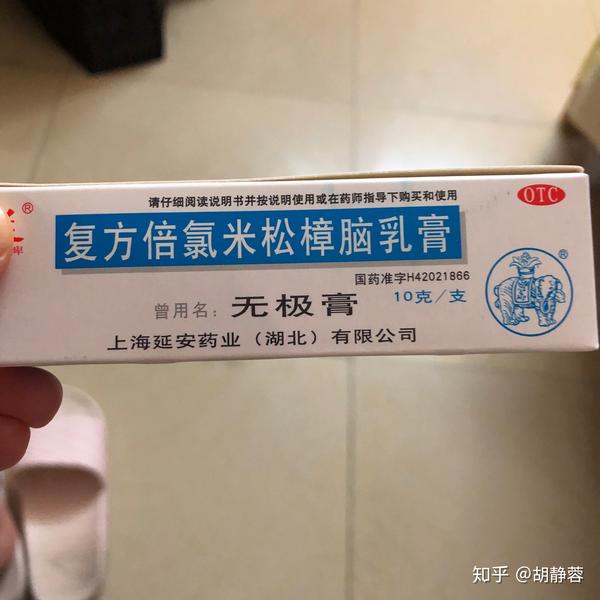 请仔细阅读说明书并按说明使用或在药师指导下购买和使用
OTC
®
复方倍氯米松樟脑乳膏
®
国药准字H42021866
曾用名：无极膏
10克/支
上海延安药业（湖北）有限公司
知乎 @胡静蓉